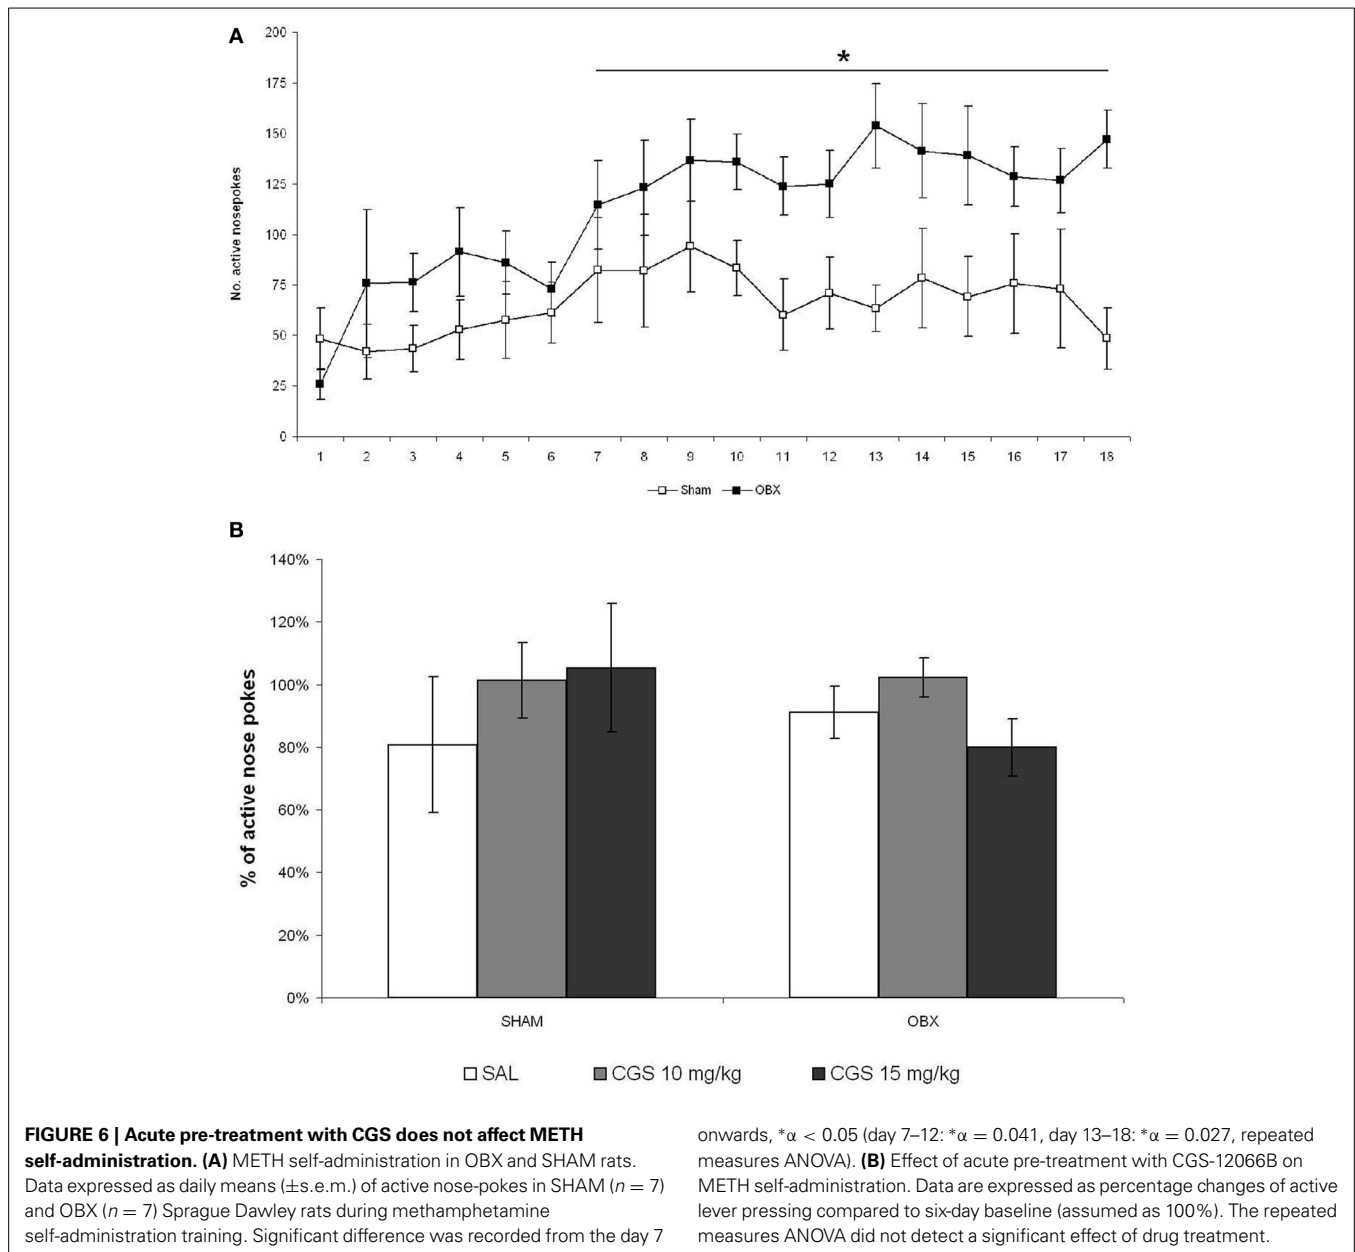 A
200
*
175
150
125
100
75
50
25
0
No. active nosepokes
1 2 3 4 5 6 7 8 9 10 11 12 13 14 15 16 17 18
Sham OBX
B
140%
120%
100%
80%
60%
40%
20%
0%
% of active nose pokes
SHAM OBX
SAL CGS 10 mg/kg CGS 15 mg/kg
FIGURE 6 | Acute pre-treatment with CGS does not affect METH
self-administration. (A) METH self-administration in OBX and SHAM rats.
Data expressed as daily means (±s.e.m.) of active nose-pokes in SHAM (n = 7)
and OBX (n = 7) Sprague Dawley rats during methamphetamine
self-administration training. Significant difference was recorded from the day 7
onwards, *α < 0.05 (day 7–12: *α = 0.041, day 13–18: *α = 0.027, repeated
measures ANOVA). (B) Effect of acute pre-treatment with CGS-12066B on
METH self-administration. Data are expressed as percentage changes of active
lever pressing compared to six-day baseline (assumed as 100%). The repeated
measures ANOVA did not detect a significant effect of drug treatment.